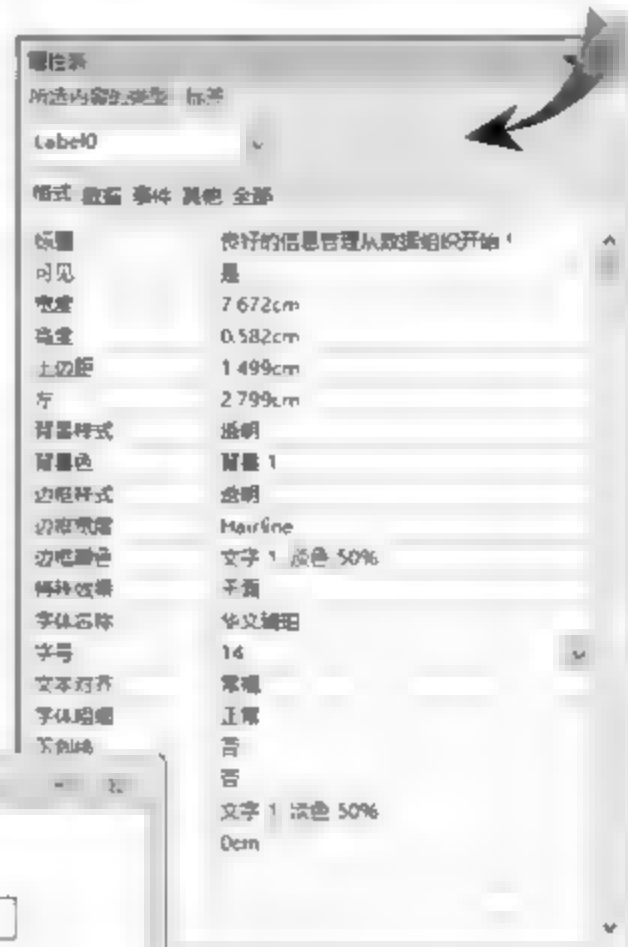 属性表
所选内容的类型: 标签
Label0
格式 数据 事件 其他 全部
标题 良好的信息管理从数据组织开始！
可见 是
宽度 7.672cm
高度 0.582cm
上边距 1.499cm
左 2.799cm
背景样式 透明
背景色 背景 1
边框样式 透明
边框宽度 Hairline
边框颜色 文字 1, 淡色 50%
特殊效果 平面
字体名称 华文琥珀
字号 14
文本对齐 常规
字体粗细 正常
下划线 否
否
文字 1, 淡色 50%
0cm